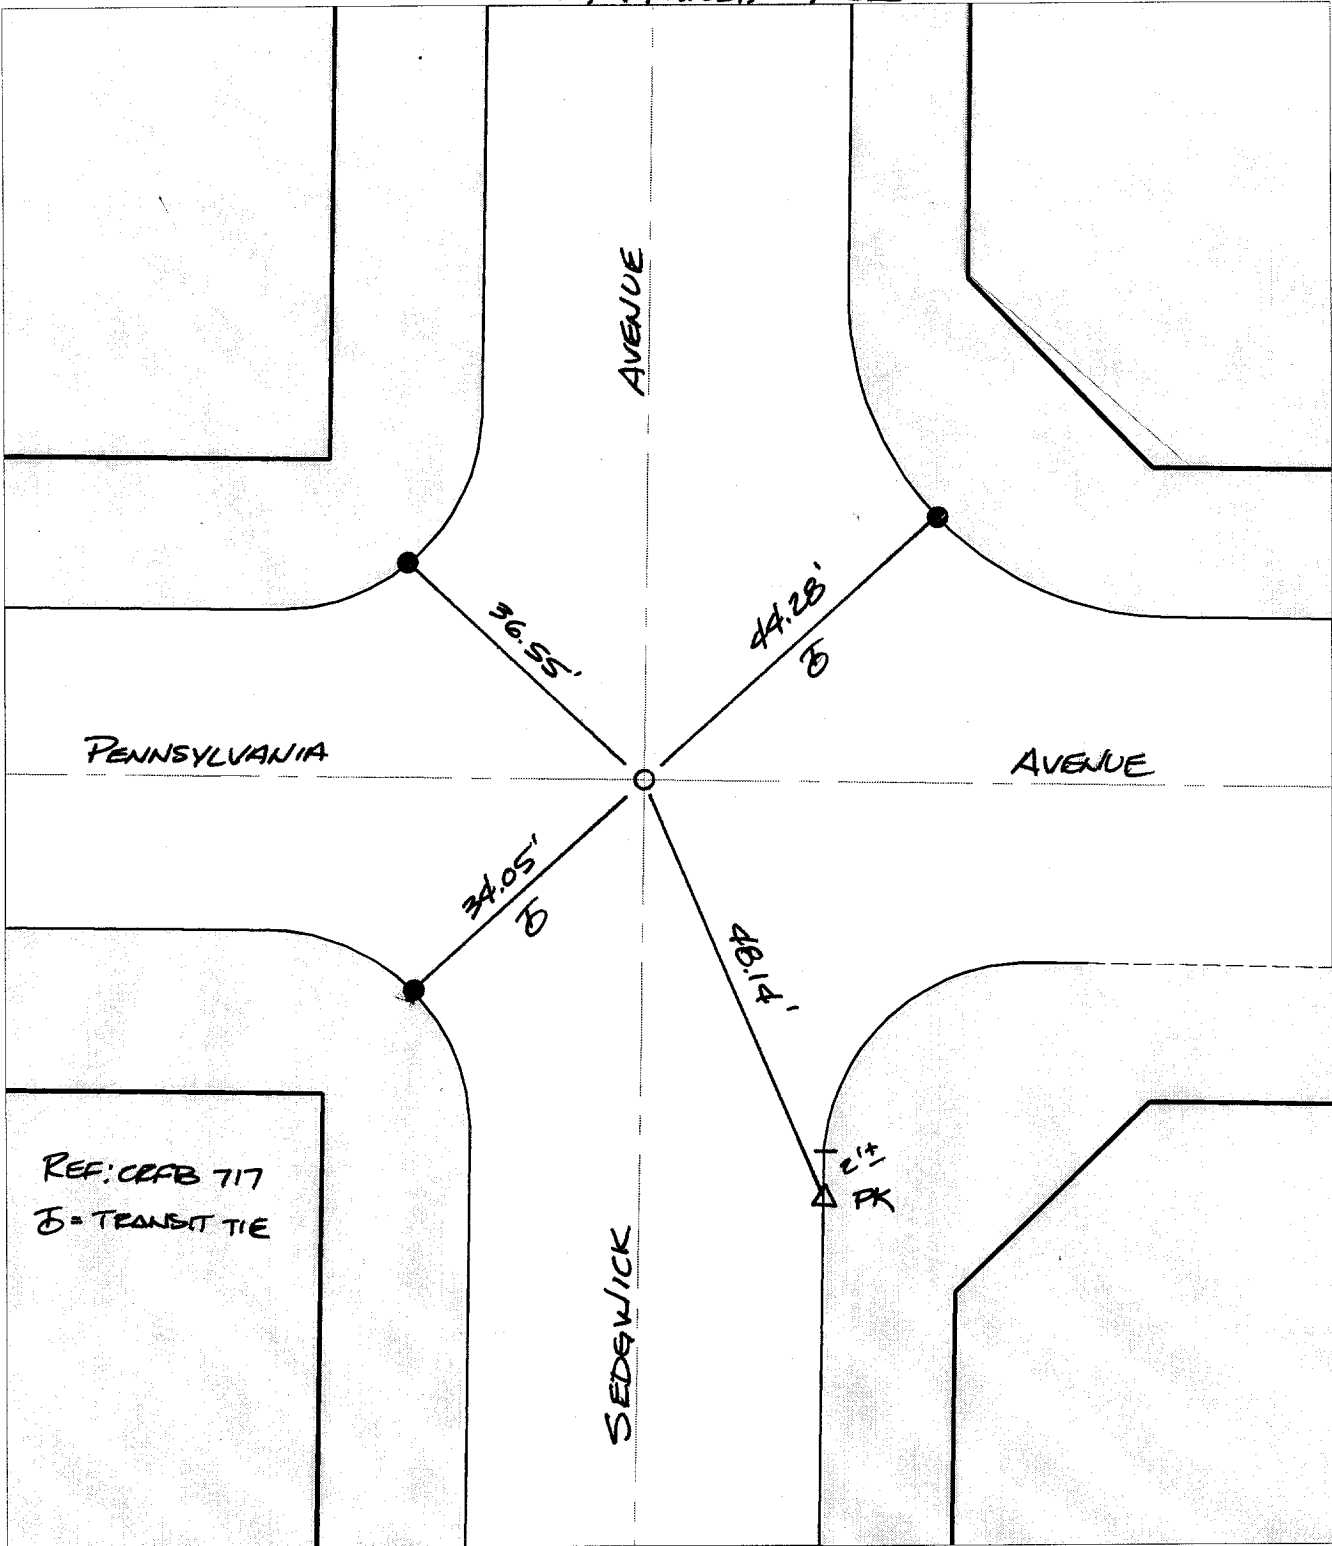 AVENUE
36.55'
44.28'
PENNSYLVANIA
AVENUE
34.05'
48.14'
2'±
PK
REF: CRFB 717
= TRANSIT TIE
SEDGWICK